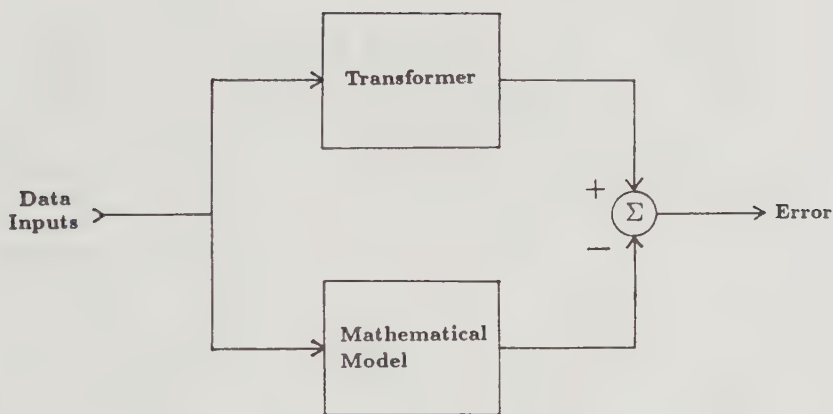 Transformer
Data
Inputs
+
Σ
−
Error
Mathematical
Model